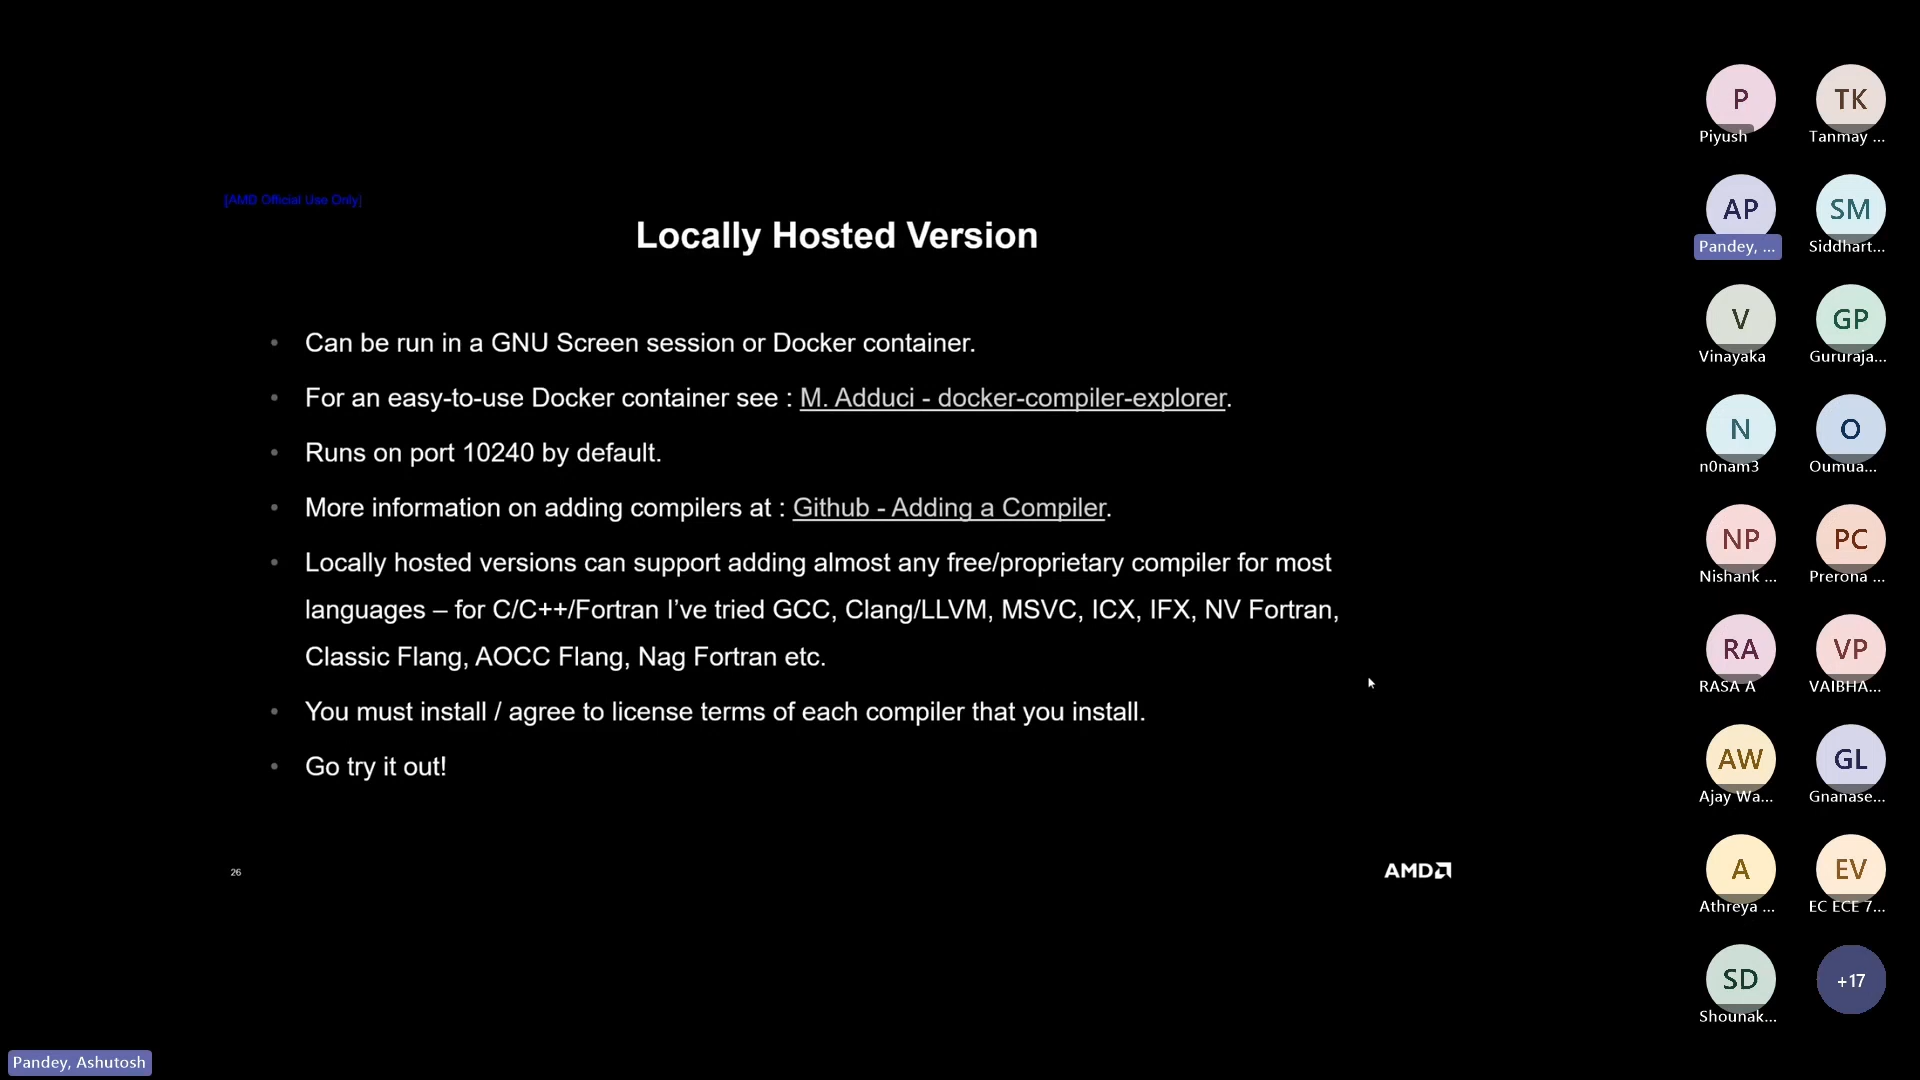 [AMD Official Use Only]
Locally Hosted Version
• Can be run in a GNU Screen session or Docker container.
• For an easy-to-use Docker container see : M. Adduci - docker-compiler-explorer.
• Runs on port 10240 by default.
• More information on adding compilers at : Github - Adding a Compiler.
• Locally hosted versions can support adding almost any free/proprietary compiler for most
languages – for C/C++/Fortran I’ve tried GCC, Clang/LLVM, MSVC, ICX, IFX, NV Fortran,
Classic Flang, AOCC Flang, Nag Fortran etc.
• You must install / agree to license terms of each compiler that you install.
• Go try it out!
26
AMD
P
Piyush
TK
Tanmay ...
AP
Pandey, ...
SM
Siddhart...
V
Vinayaka
GP
Gururaja...
N
n0nam3
O
Oumua...
NP
Nishank ...
PC
Prerona ...
RA
RASA A
VP
VAIBHA...
AW
Ajay Wa...
GL
Gnanase...
A
Athreya ...
EV
EC ECE 7...
SD
Shounak...
+17
Pandey, Ashutosh